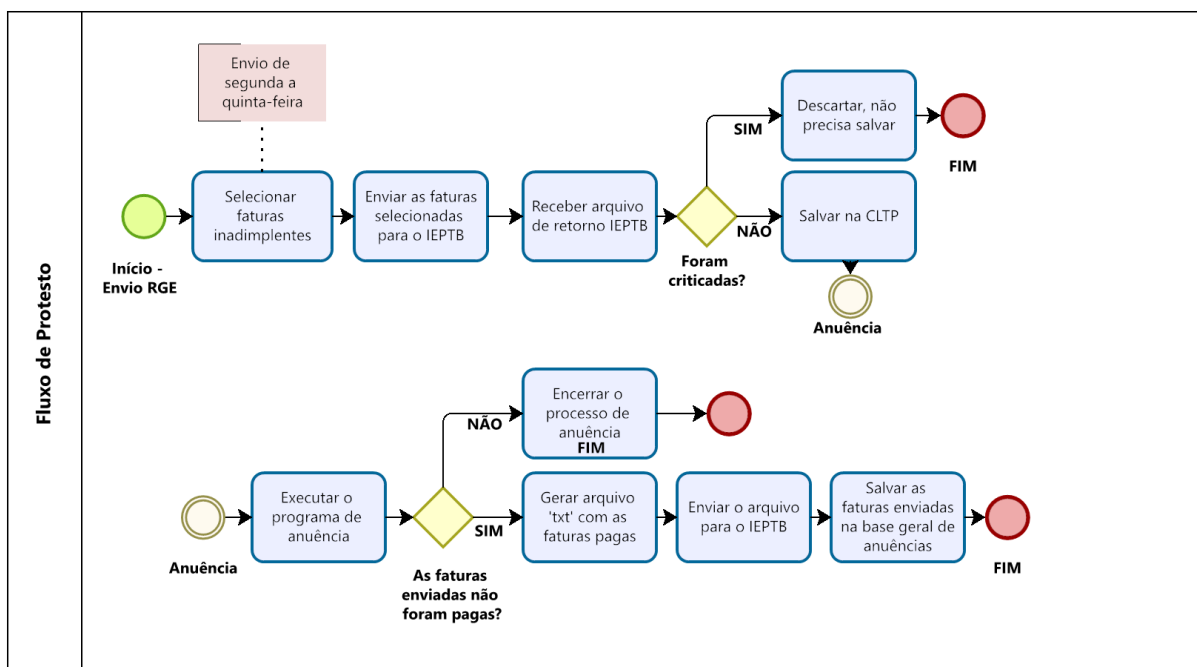 Fluxo de Protesto
Envio de
segunda a
quinta-feira
Início -
Envio RGE
Selecionar
faturas
inadimplentes
Enviar as faturas
selecionadas
para o IEPTB
Receber arquivo
de retorno IEPTB
Foram
criticadas?
SIM
Descartar, não
precisa salvar
FIM
NÃO
Salvar na CLTP
Anuência
Anuência
Executar o
programa de
anuência
As faturas
enviadas não
foram pagas?
NÃO
Encerrar o
processo de
anuência
FIM
SIM
Gerar arquivo
'txt' com as
faturas pagas
Enviar o arquivo
para o IEPTB
Salvar as
faturas enviadas
na base geral de
anuências
FIM